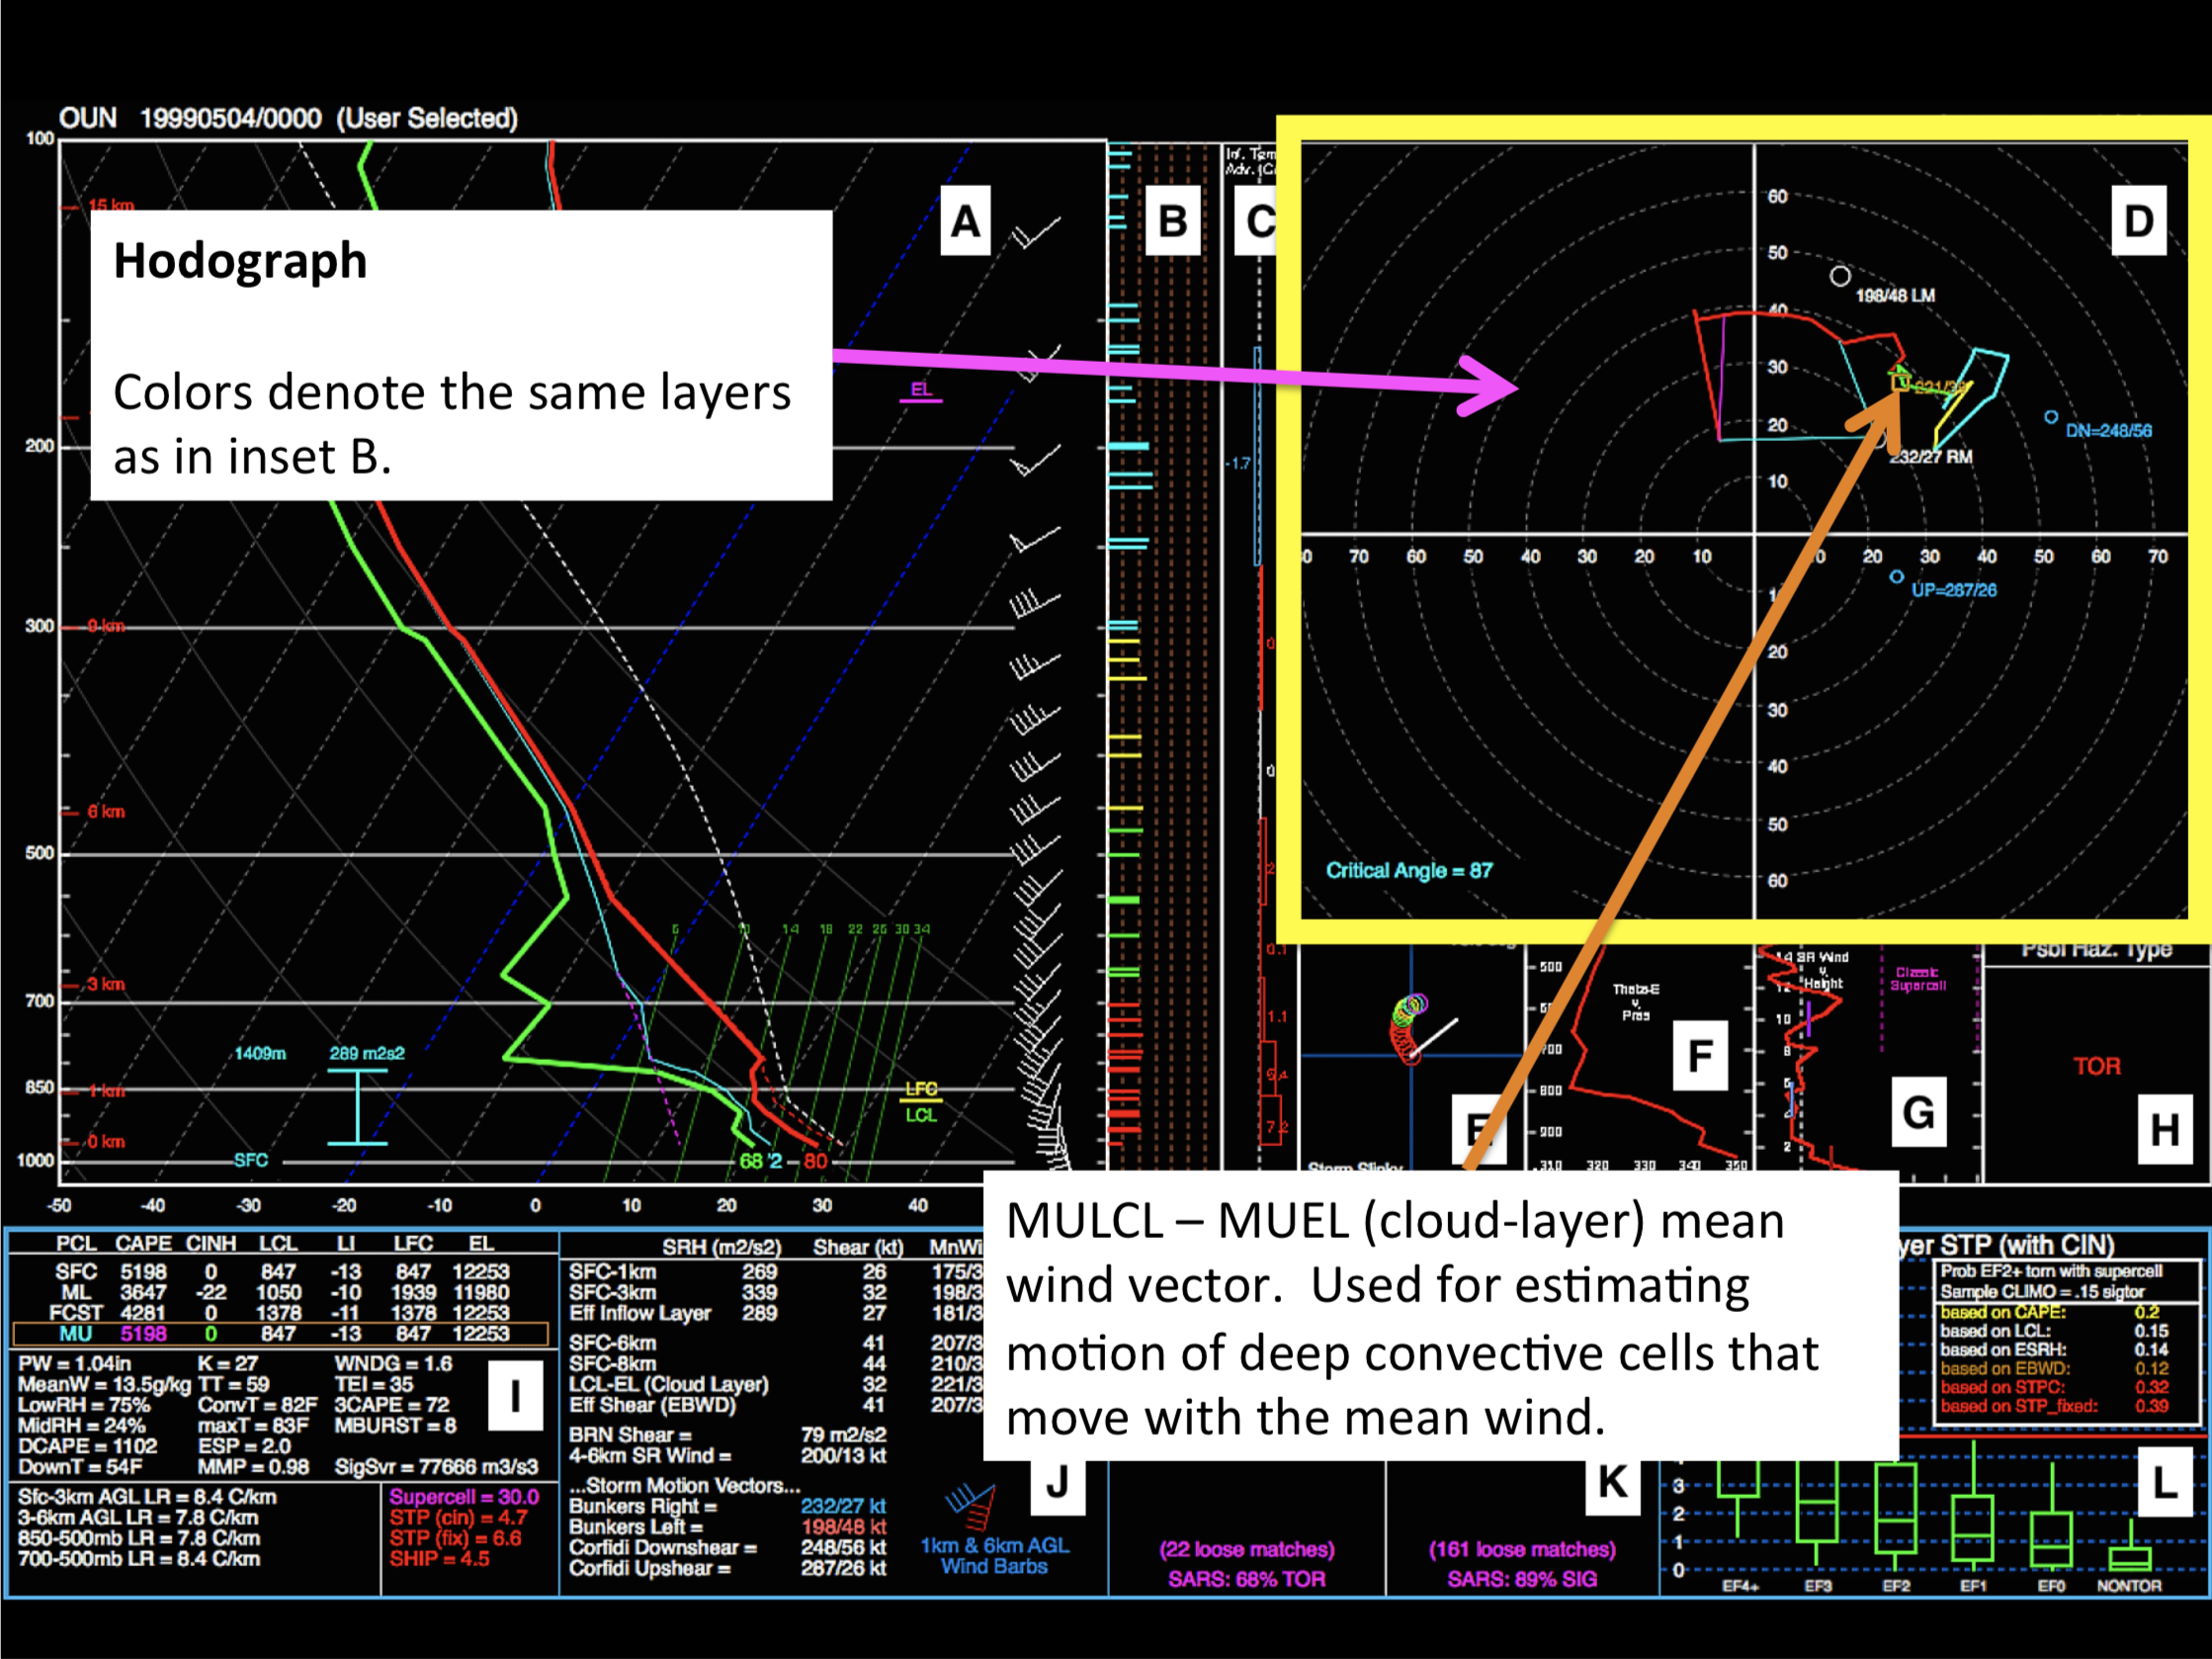 OUN 19990504/0000 (User Selected)
100
15 km
200
300
9 km
6 km
500
3 km
700
850
1 km
0 km
1000
A
B
C
D
EL
Hodograph
Colors denote the same layers
as in inset B.
1409m 289 m2s2
SFC
LFC
LCL
14 18 22 26 30 34
68 80
-50 -40 -30 -20 -10 0 10 20 30 40
-1.7
60
50
40
30
20
10
198/48 LM
232/27 RM
DN=248/56
UP=287/26
70 60 50 40 30 20 10
20 30 40 50 60 70
20
30
40
50
60
Critical Angle = 87
1.1
Storm Slinky
E
500
800
900
310 320 330 340 350
Theta-E
v.
Pres
F
14
12
10
8
2
SR Wind
v.
Height
Classic
Supercell
G
Psbl Haz. Type
TOR
H
MULCL – MUEL (cloud-layer) mean
wind vector. Used for estimating
motion of deep convective cells that
move with the mean wind.
PCL CAPE CINH LCL LI LFC EL
SFC 5198 0 847 -13 847 12253
ML 3647 -22 1050 -10 1939 11980
FCST 4281 0 1378 -11 1378 12253
MU 5198 0 847 -13 847 12253
PW = 1.04in K = 27 WNDG = 1.6
MeanW = 13.5g/kg TT = 59 TEI = 35
LowRH = 75% ConvT = 82F 3CAPE = 72
MidRH = 24% maxT = 83F MBURST = 8
DCAPE = 1102 ESP = 2.0
DownT = 54F MMP = 0.98 SigSvr = 77666 m3/s3
I
Sfc-3km AGL LR = 8.4 C/km
3-6km AGL LR = 7.8 C/km
850-500mb LR = 7.8 C/km
700-500mb LR = 8.4 C/km
Supercell = 30.0
STP (cin) = 4.7
STP (fix) = 6.6
SHIP = 4.5
SRH (m2/s2) Shear (kt) MnWi
SFC-1km 269 26 175/3
SFC-3km 339 32 198/3
Eff Inflow Layer 289 27 181/3
SFC-6km 41 207/3
SFC-8km 44 210/3
LCL-EL (Cloud Layer) 32 221/3
Eff Shear (EBWD) 41 207/3
BRN Shear = 79 m2/s2
4-6km SR Wind = 200/13 kt
...Storm Motion Vectors...
Bunkers Right = 232/27 kt
Bunkers Left = 198/48 kt
Corfidi Downshear = 248/56 kt
Corfidi Upshear = 287/26 kt
1km & 6km AGL
Wind Barbs
J
(22 loose matches)
SARS: 68% TOR
(161 loose matches)
SARS: 89% SIG
K
yer STP (with CIN)
Prob EF2+ torn with supercell
Sample CLIMO = .15 sigtor
based on CAPE: 0.2
based on LCL: 0.15
based on ESRH: 0.14
based on EBWD: 0.12
based on STPC: 0.32
based on STP_fixed: 0.39
3
2
1
0
EF4+ EF3 EF2 EF1 EF0 NONTOR
L